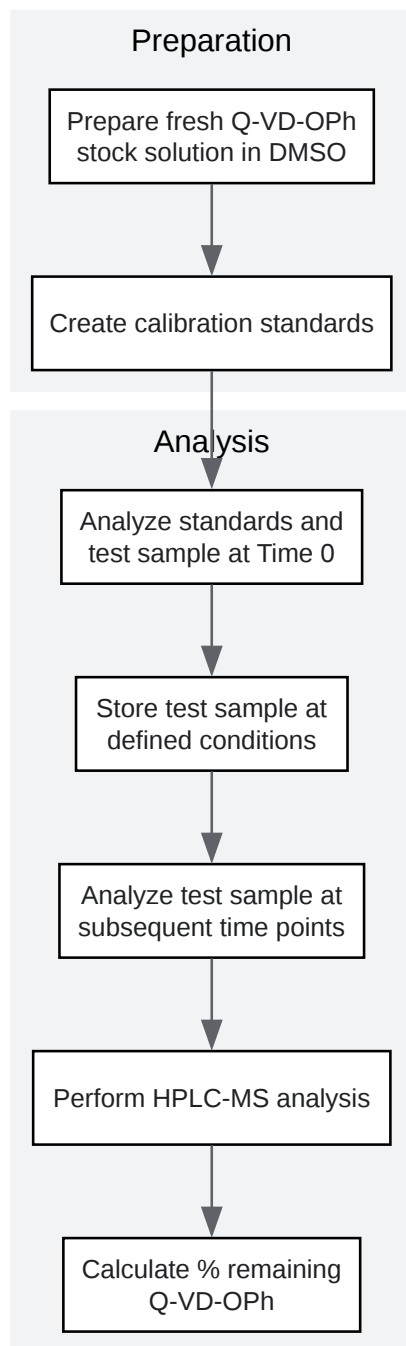 Preparation
Prepare fresh Q-VD-OPh
stock solution in DMSO
Create calibration standards
Analysis
Analyze standards and
test sample at Time 0
Store test sample at
defined conditions
Analyze test sample at
subsequent time points
Perform HPLC-MS analysis
Calculate % remaining
Q-VD-OPh